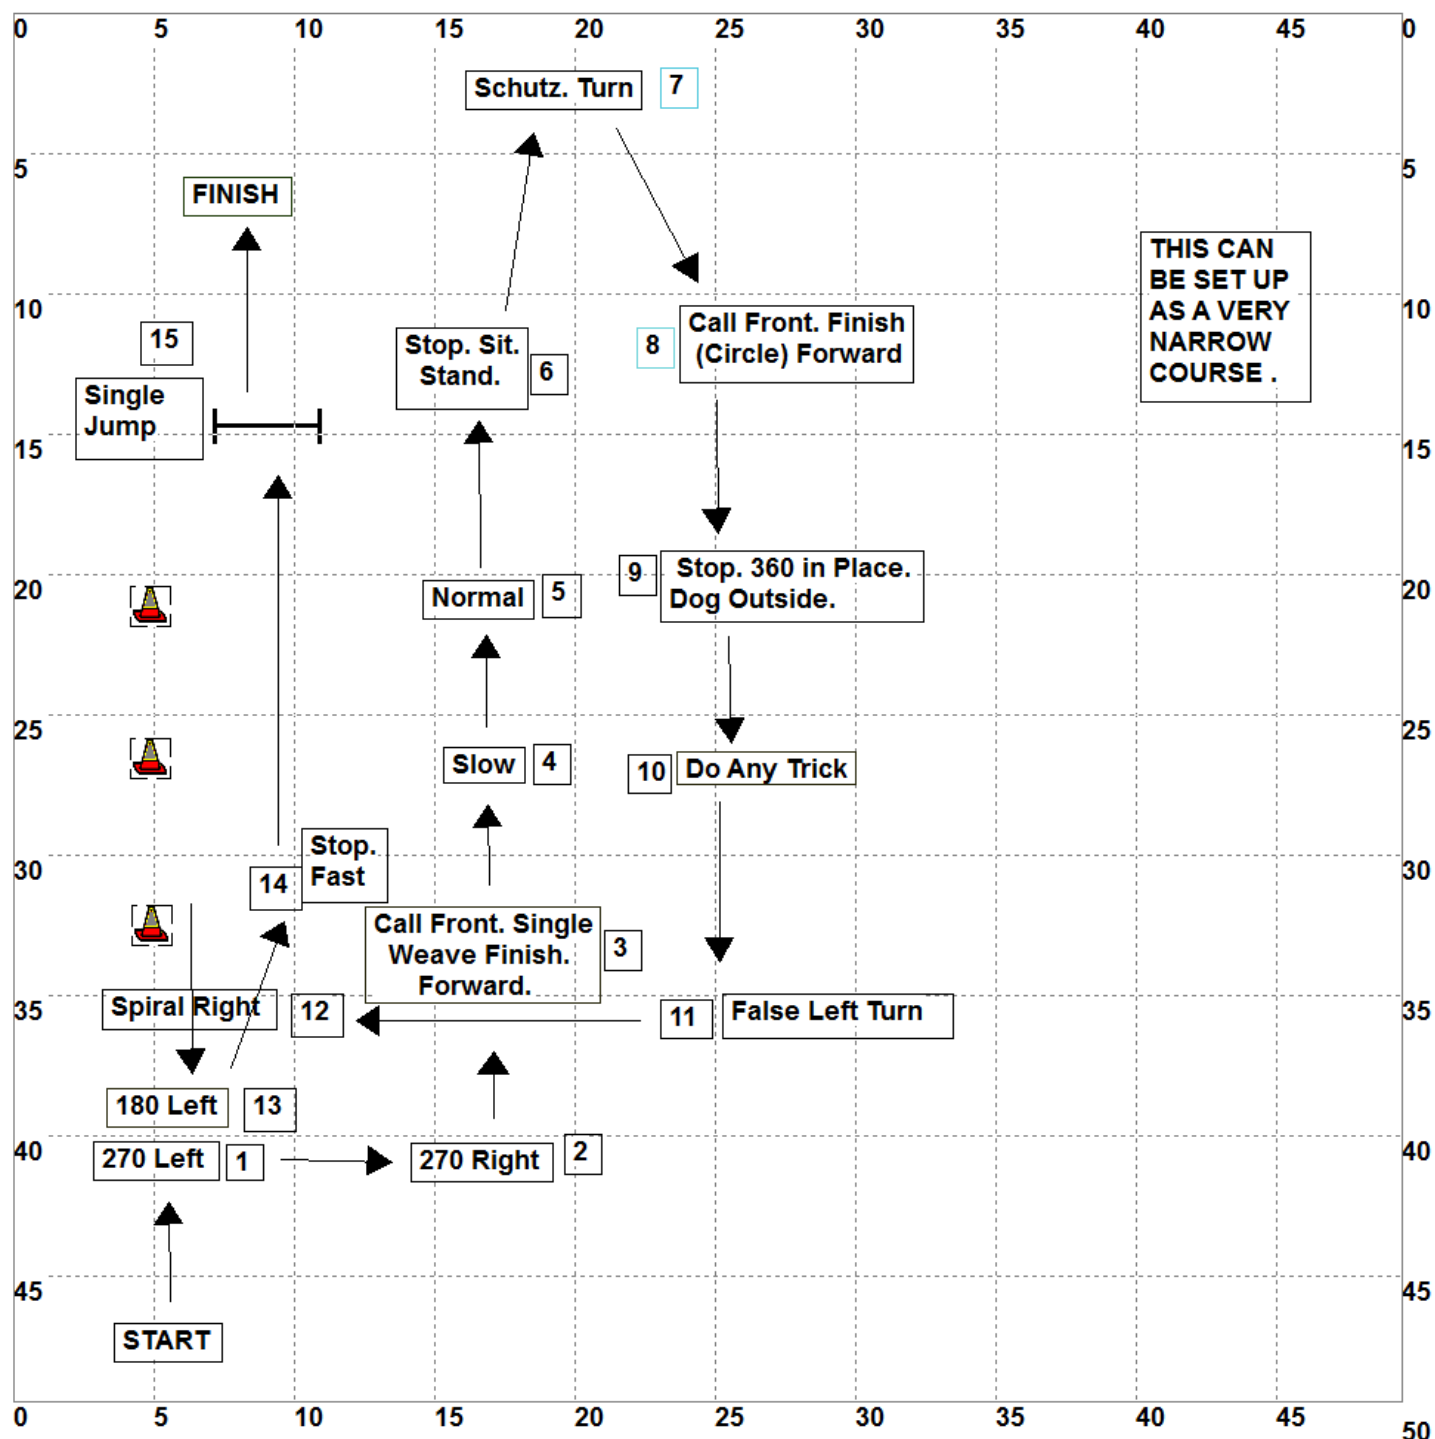 0 5 10 15 20 25 30 35 40 45 0
Schutz. Turn 7
5 5
FINISH
THIS CAN
BE SET UP
AS A VERY
NARROW
COURSE .
10 10
15
Single
Jump
Stop. Sit.
Stand.
6
8
Call Front. Finish
(Circle) Forward
15 15
9
Stop. 360 in Place.
Dog Outside.
20 20
Normal 5
25 25
Slow 4
10 Do Any Trick
Stop.
Fast
14
30 30
Call Front. Single
Weave Finish.
Forward.
3
35 35
Spiral Right 12
11 False Left Turn
180 Left 13
40 40
270 Left 1
270 Right 2
45 45
START
0 5 10 15 20 25 30 35 40 45 50